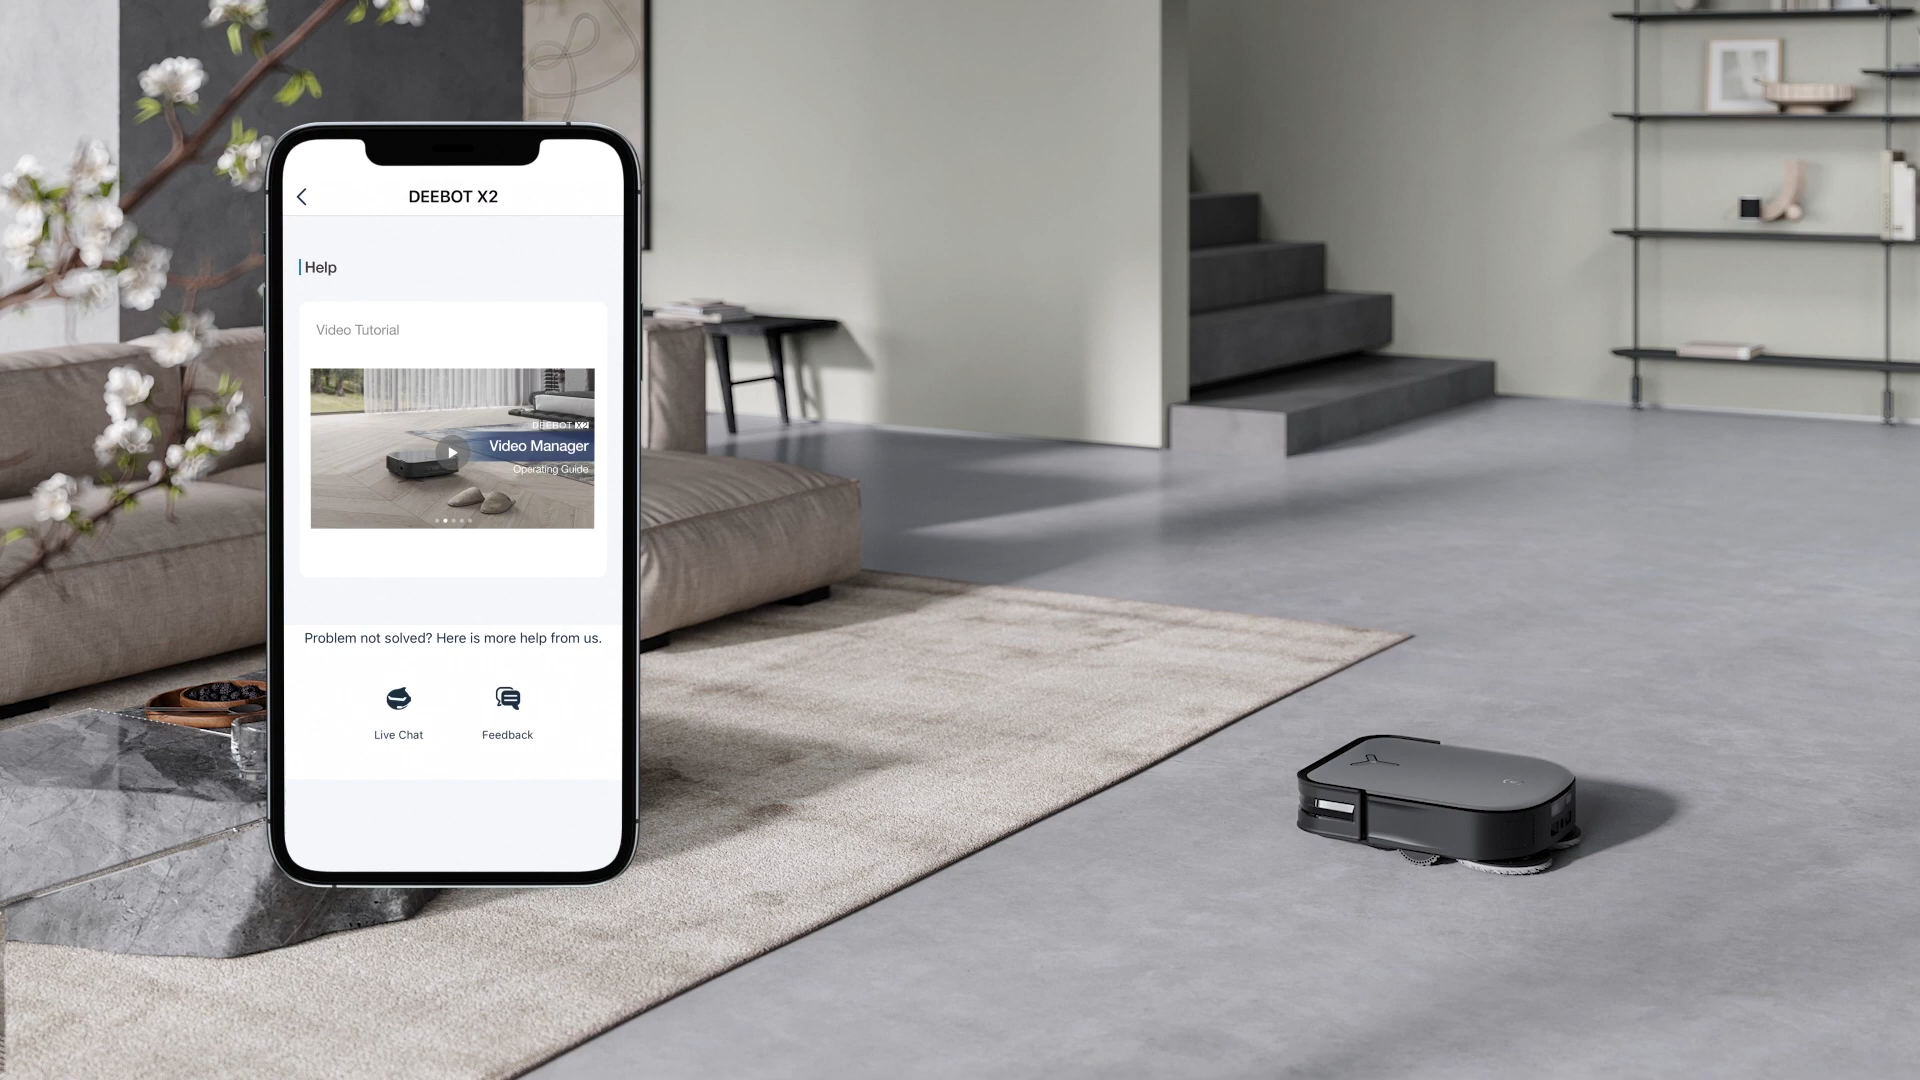 DEEBOT X2
Help
Video Tutorial
DEEBOT X2
Video Manager
Operating Guide
Problem not solved? Here is more help from us.
Live Chat
Feedback